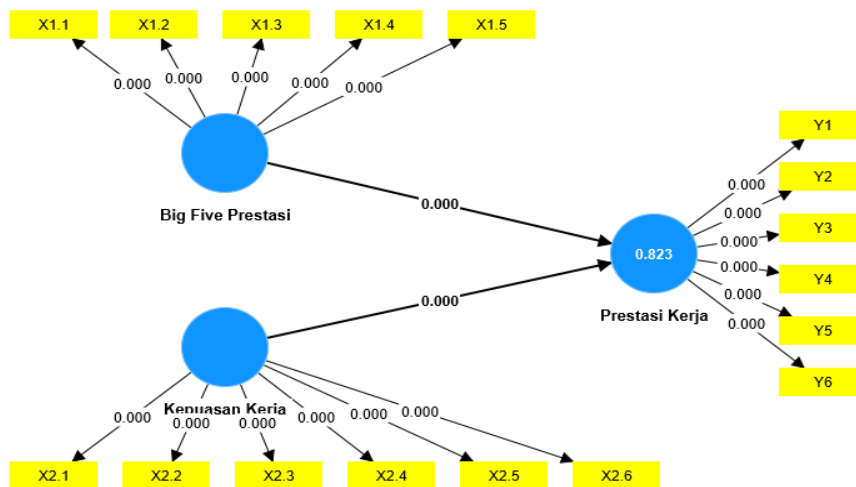 X1.1 X1.2 X1.3 X1.4 X1.5
0.000 0.000 0.000 0.000 0.000
Big Five Prestasi
0.000
Y1
0.000
Y2
0.000
Y3
0.000
0.823
0.000
Y4
0.000
Prestasi Kerja
Y5
0.000
Y6
0.000
Kepuasan Kerja
0.000 0.000 0.000 0.000 0.000 0.000
X2.1 X2.2 X2.3 X2.4 X2.5 X2.6